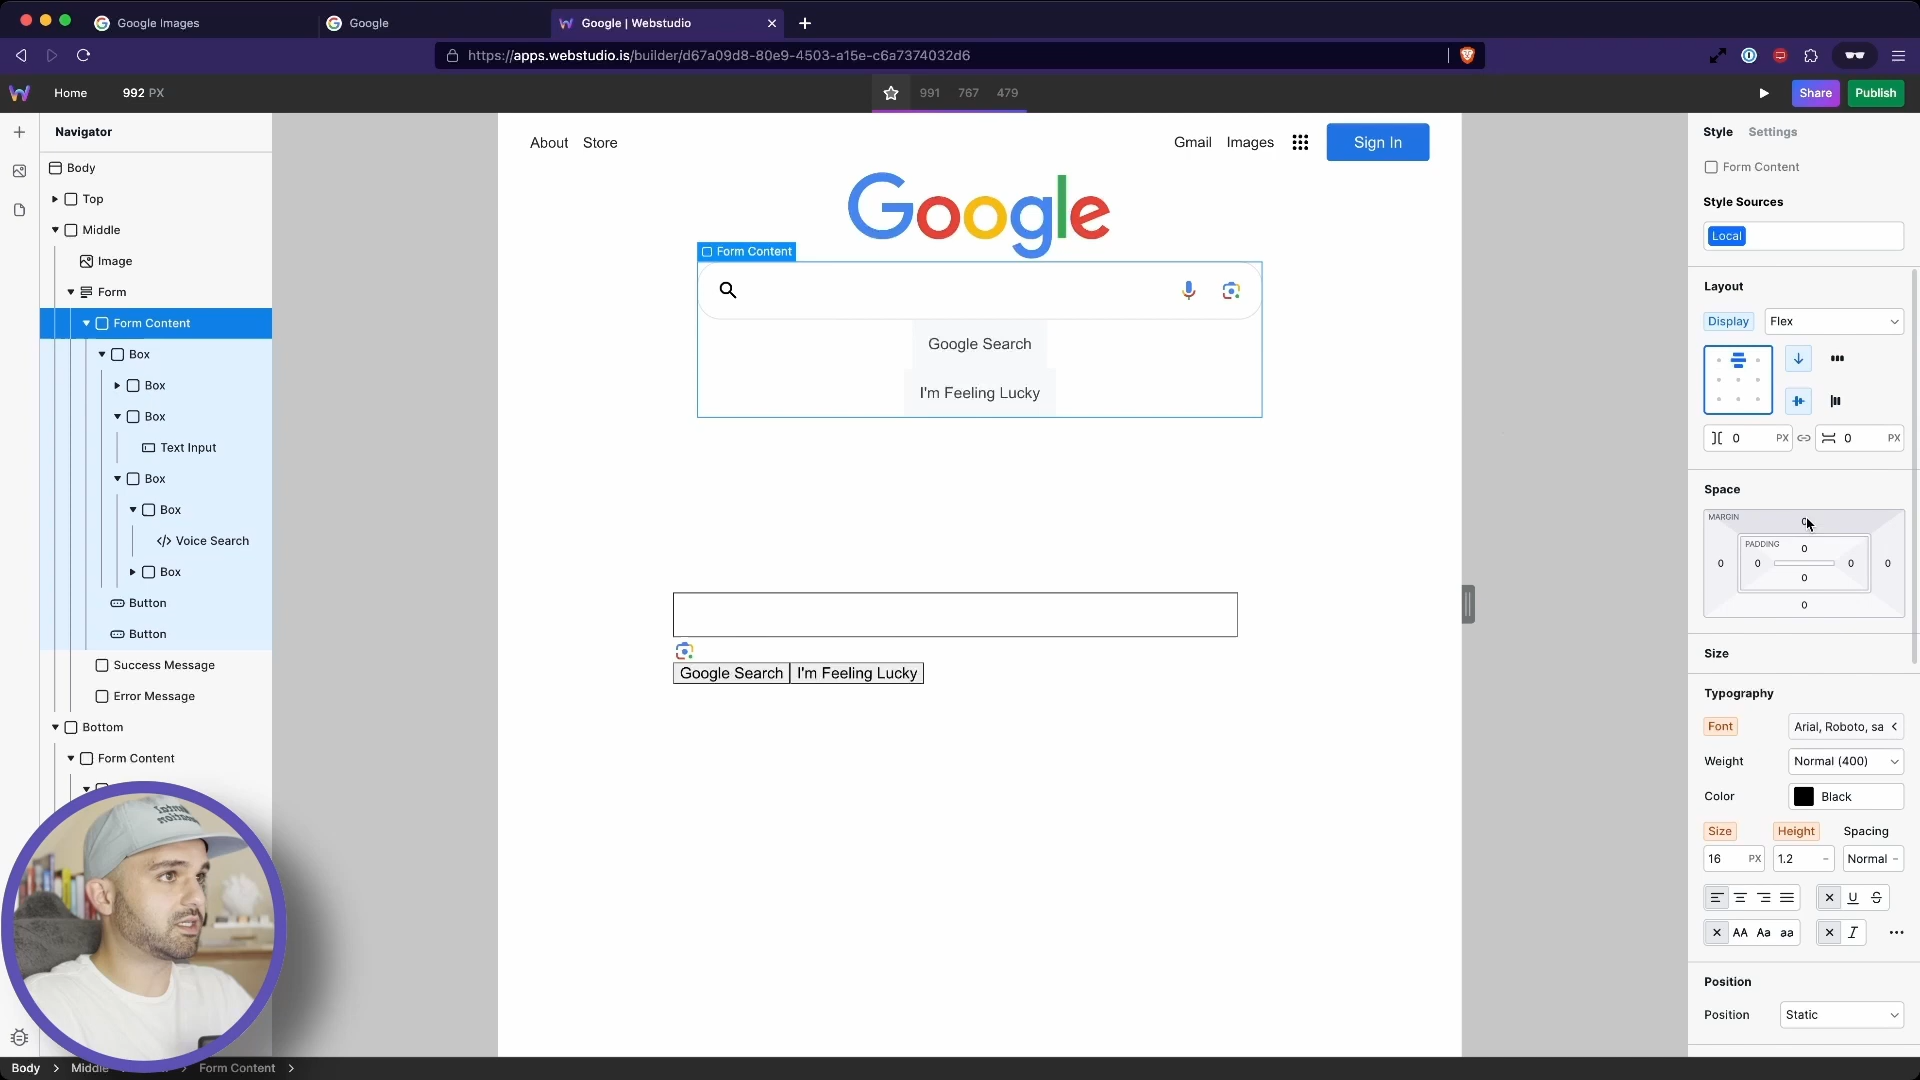 Google Images
Google
Google | Webstudio
https://apps.webstudio.is/builder/d67a09d8-80e9-4503-a15e-c6a7374032d6
Home
992 PX
991
767
479
Share
Publish
Navigator
Body
Top
Middle
Image
Form
Form Content
Box
Box
Box
Text Input
Box
Box
Voice Search
Box
Button
Button
Success Message
Error Message
Bottom
Form Content
About
Store
Gmail
Images
Sign In
Google
Form Content
Google Search
I'm Feeling Lucky
Google Search
I'm Feeling Lucky
Style
Settings
Form Content
Style Sources
Local
Layout
Display
Flex
0 PX
0 PX
Space
MARGIN
0
PADDING
0
0
0
0
0
0
0
Size
Typography
Font
Arial, Roboto, sa
Weight
Normal (400)
Color
Black
Size
Height
Spacing
16 PX
1.2 –
Normal –
AA Aa aa
Position
Position
Static
Body
Middle
Form Content